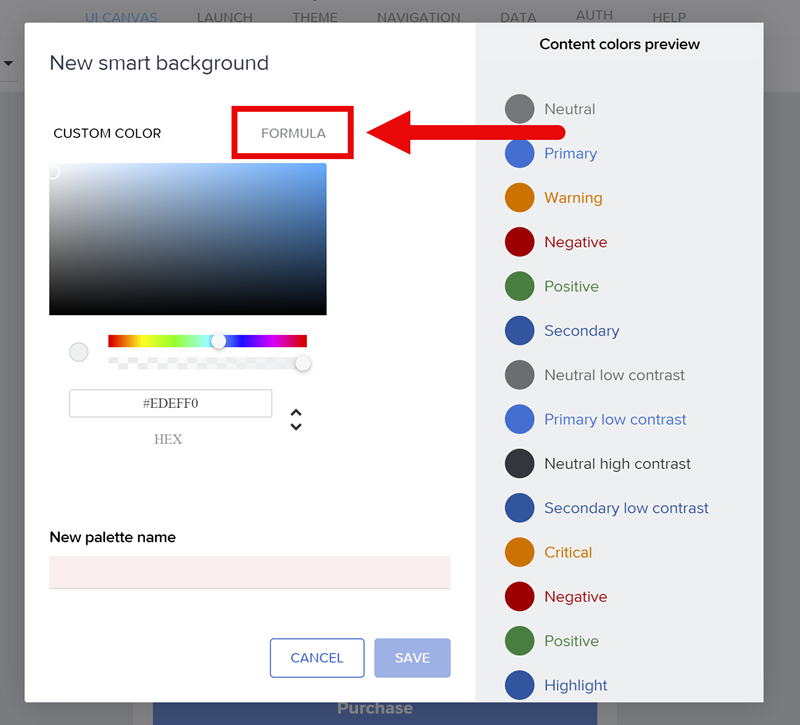 UI CANVAS LAUNCH THEME NAVIGATION DATA AUTH HELP
New smart background
CUSTOM COLOR
FORMULA
#EDEFF0
HEX
New palette name
CANCEL
SAVE
Content colors preview
Neutral
Primary
Warning
Negative
Positive
Secondary
Neutral low contrast
Primary low contrast
Neutral high contrast
Secondary low contrast
Critical
Negative
Positive
Highlight
Purchase